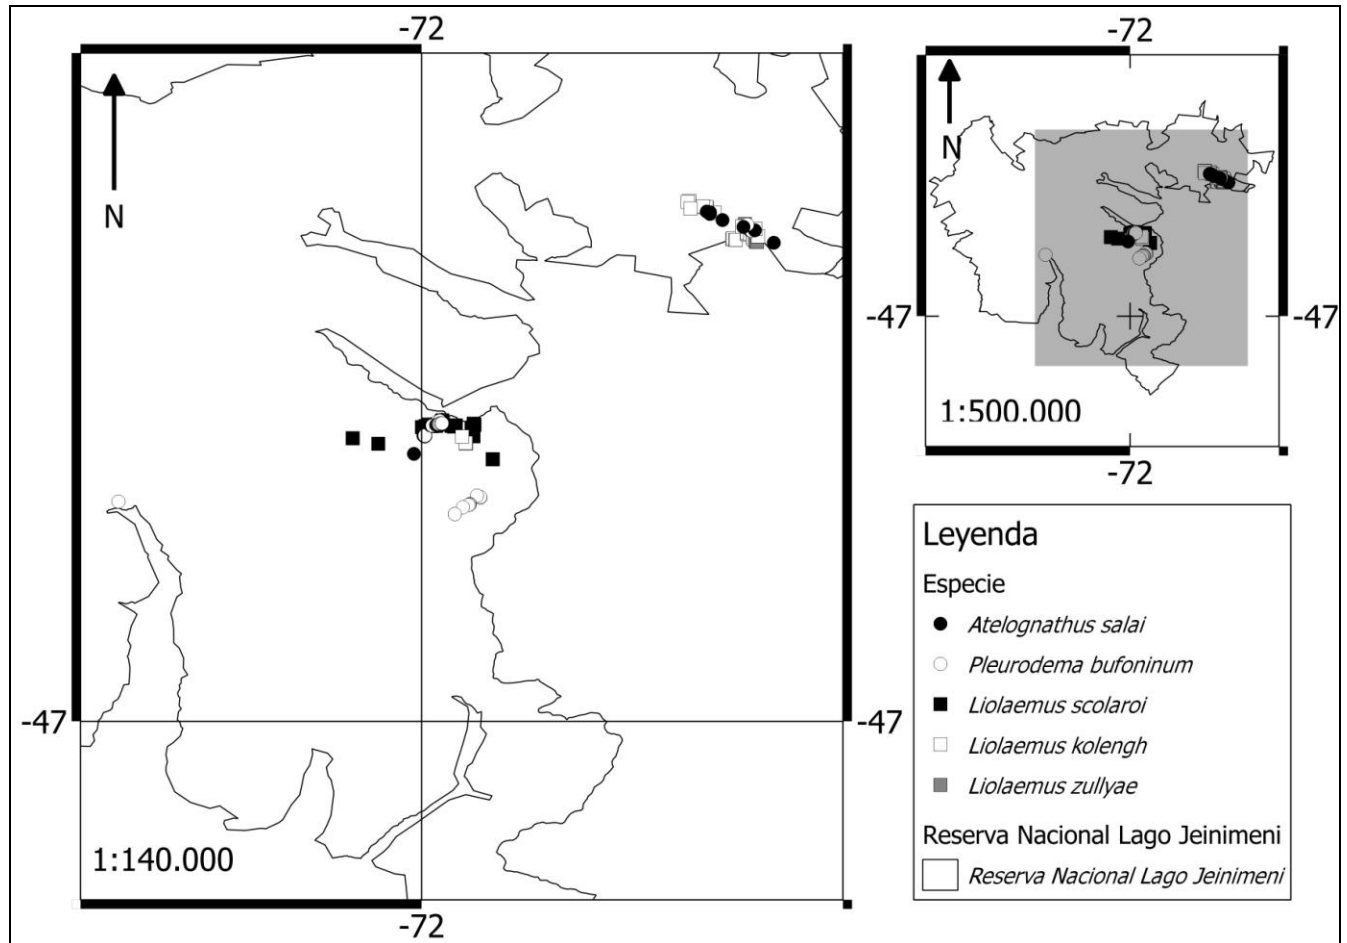 -72
N
-47
-47
1:140.000
-72
-72
N
-47
-47
1:500.000
-72
Leyenda
Especie
Atelognathus salai
Pleurodema bufoninum
Liolaemus scolaroi
Liolaemus kolengh
Liolaemus zullyae
Reserva Nacional Lago Jeinimeni
Reserva Nacional Lago Jeinimeni